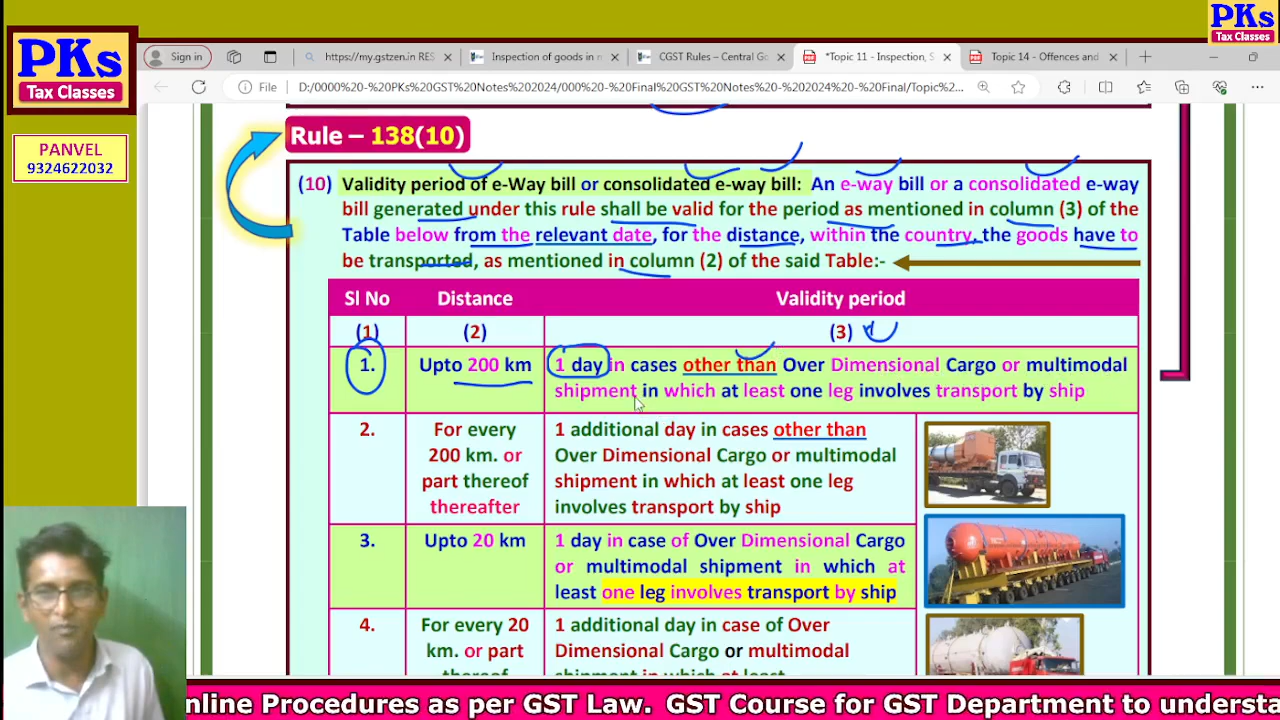 PKs
Tax Classes
PKs
Tax Classes
PANVEL
9324622032
Sign in
https://my.gstzen.in RES
Inspection of goods in m
CGST Rules – Central Go
*Topic 11 - Inspection, S
Topic 14 - Offences and
File
D:/0000%20-%20PKs%20GST%20Notes%202024/000%20-%20Final%20GST%20Notes%20-%202024%20-%20Final/Topic%...
Rule – 138(10)
(10) Validity period of e-Way bill or consolidated e-way bill: An e-way bill or a consolidated e-way
bill generated under this rule shall be valid for the period as mentioned in column (3) of the
Table below from the relevant date, for the distance, within the country, the goods have to
be transported, as mentioned in column (2) of the said Table:-
Sl No Distance Validity period
(1) (2) (3)
1. Upto 200 km 1 day in cases other than Over Dimensional Cargo or multimodal
shipment in which at least one leg involves transport by ship
2. For every
200 km. or
part thereof
thereafter
1 additional day in cases other than
Over Dimensional Cargo or multimodal
shipment in which at least one leg
involves transport by ship
3. Upto 20 km 1 day in case of Over Dimensional Cargo
or multimodal shipment in which at
least one leg involves transport by ship
4. For every 20
km. or part
thereof
1 additional day in case of Over
Dimensional Cargo or multimodal
shipment in which at least
nline Procedures as per GST Law. GST Course for GST Department to understa